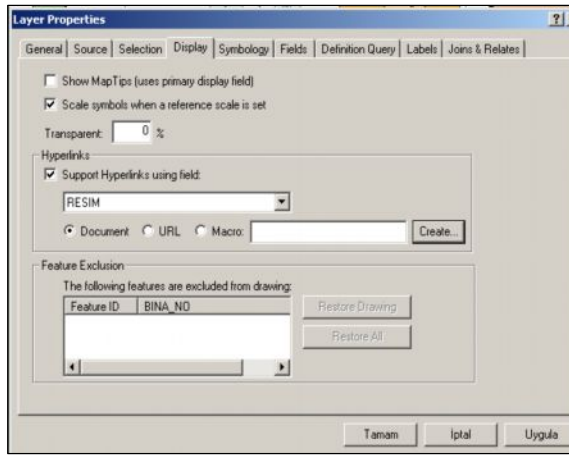 Layer Properties
General Source Selection Display Symbology Fields Definition Query Labels Joins & Relates
Show MapTips (uses primary display field)
Scale symbols when a reference scale is set
Transparent: 0 %
Hyperlinks
Support Hyperlinks using field:
RESIM
Document URL Macro: Create...
Feature Exclusion
The following features are excluded from drawing:
Feature ID BINA_NO
Restore Drawing
Restore All
Tamam İptal Uygula